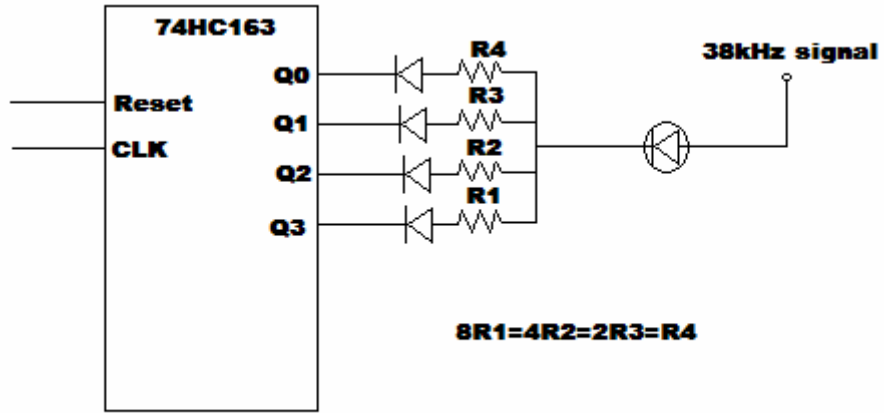 74HC163
38kHz signal
Reset
CLK
Q0
R4
Q1
R3
Q2
R2
Q3
R1
8R1=4R2=2R3=R4